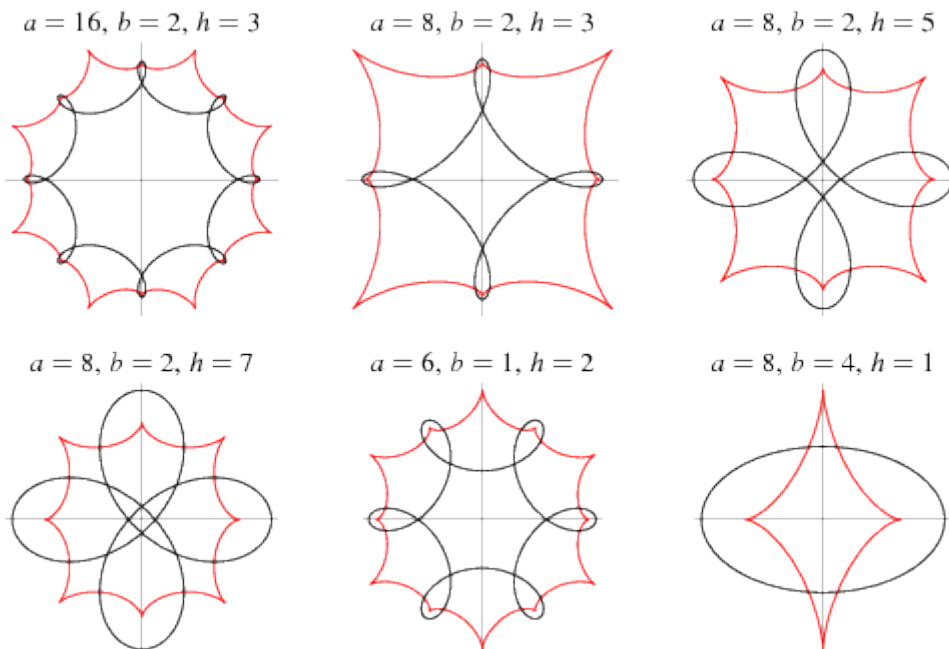 a = 16, b = 2, h = 3
a = 8, b = 2, h = 3
a = 8, b = 2, h = 5
a = 8, b = 2, h = 7
a = 6, b = 1, h = 2
a = 8, b = 4, h = 1